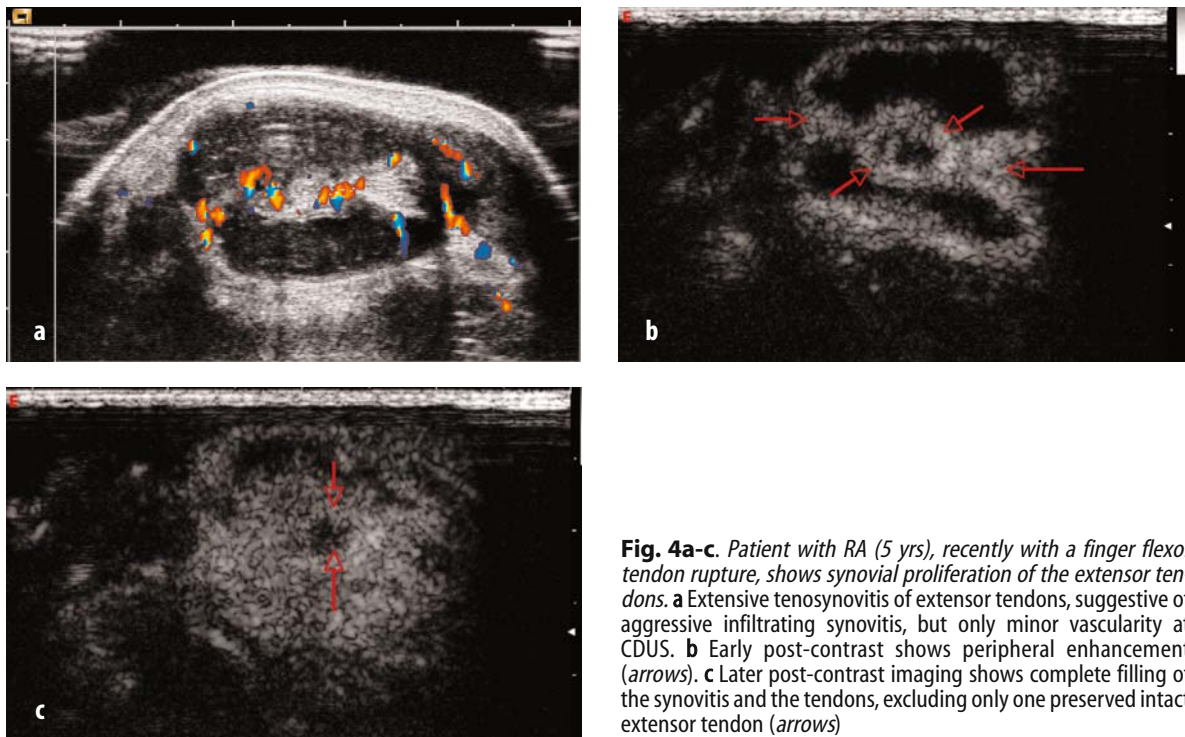 a
E
b
E
c
Fig. 4a-c. Patient with RA (5 yrs), recently with a finger flexo
tendon rupture, shows synovial proliferation of the extensor ten-
dons. a Extensive tenosynovitis of extensor tendons, suggestive o
aggressive infiltrating synovitis, but only minor vascularity a
CDUS. b Early post-contrast shows peripheral enhancement
(arrows). c Later post-contrast imaging shows complete filling o
the synovitis and the tendons, excluding only one preserved intact
extensor tendon (arrows)